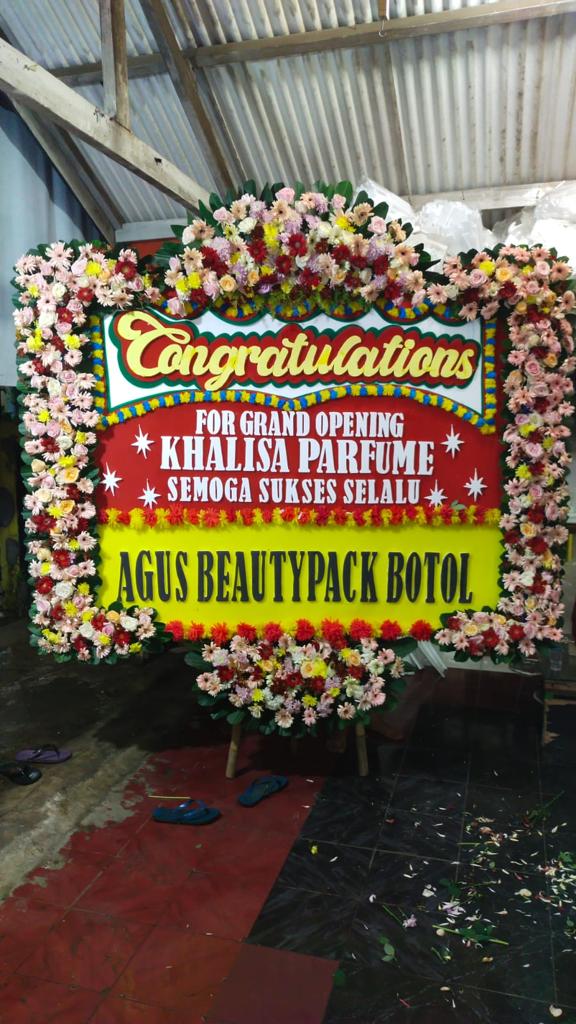 Congratulations
FOR GRAND OPENING
KHALISA PARFUME
SEMOGA SUKSES SELALU
AGUS BEAUTYPACK BOTOL